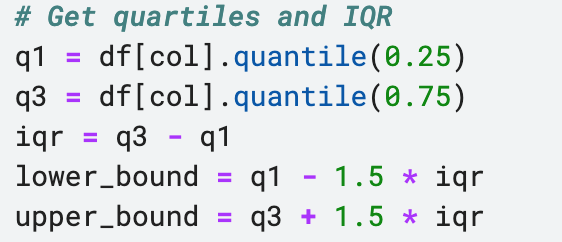 # Get quartiles and IQR
q1 = df[col].quantile(0.25)
q3 = df[col].quantile(0.75)
iqr = q3 - q1
lower_bound = q1 - 1.5 * iqr
upper_bound = q3 + 1.5 * iqr